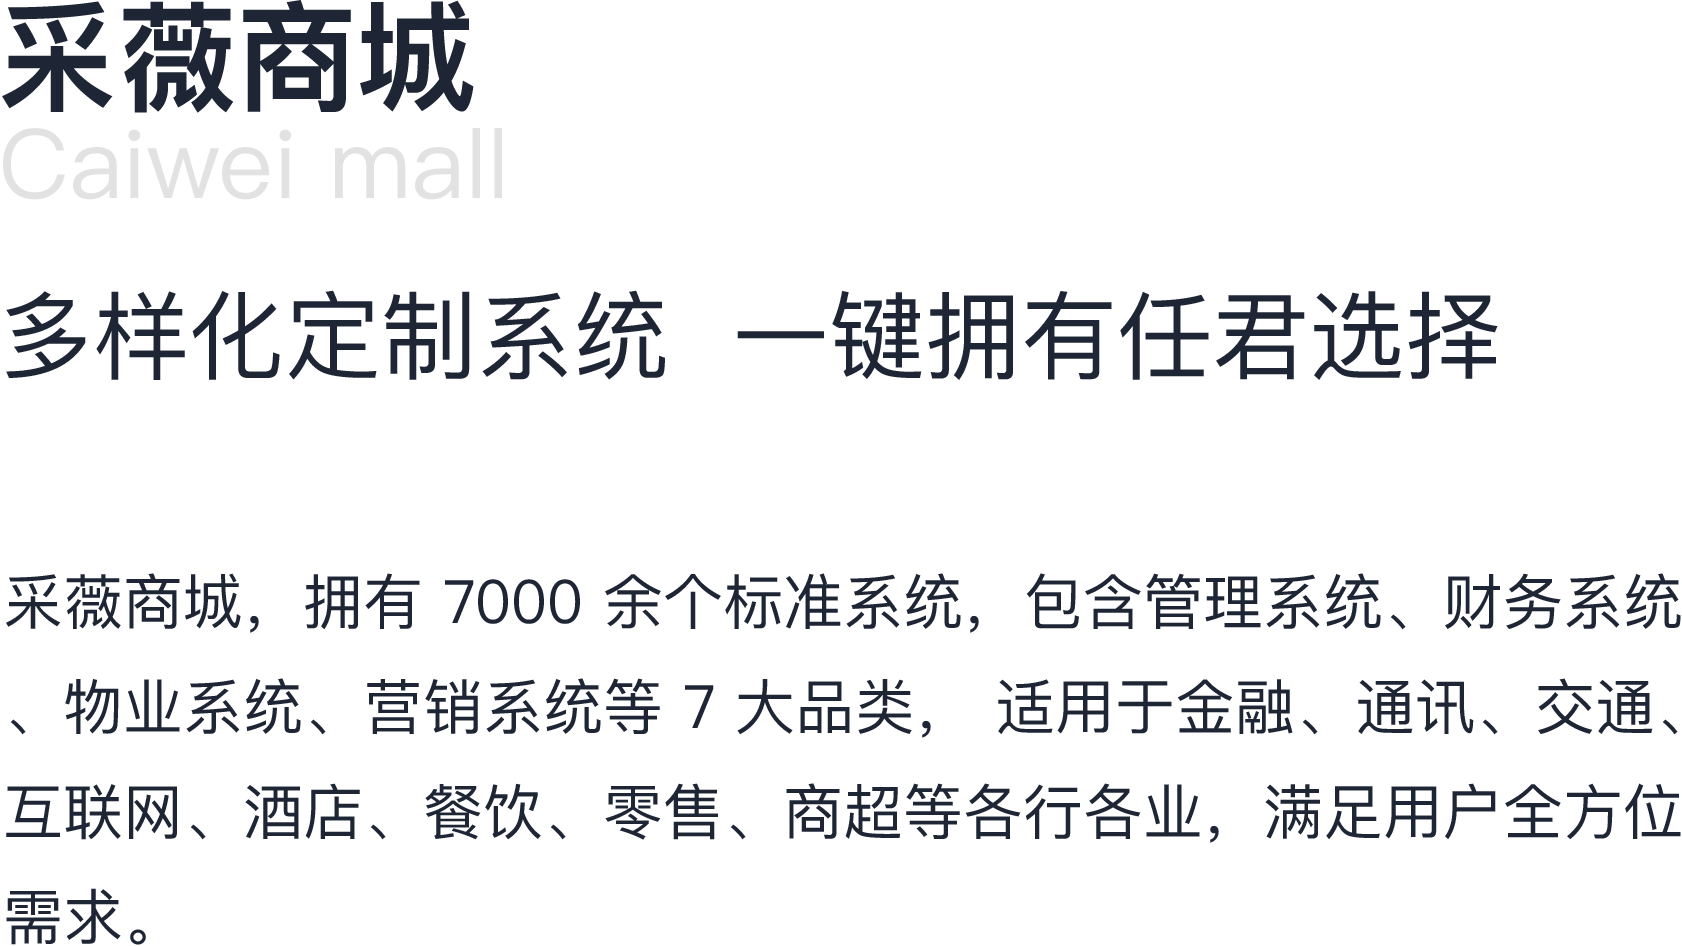 采薇商城
Caiwei mall
多样化定制系统 一键拥有任君选择
采薇商城，拥有 7000 余个标准系统，包含管理系统、财务系统
、物业系统、营销系统等 7 大品类， 适用于金融、通讯、交通、
互联网、酒店、餐饮、零售、商超等各行各业，满足用户全方位
需求。